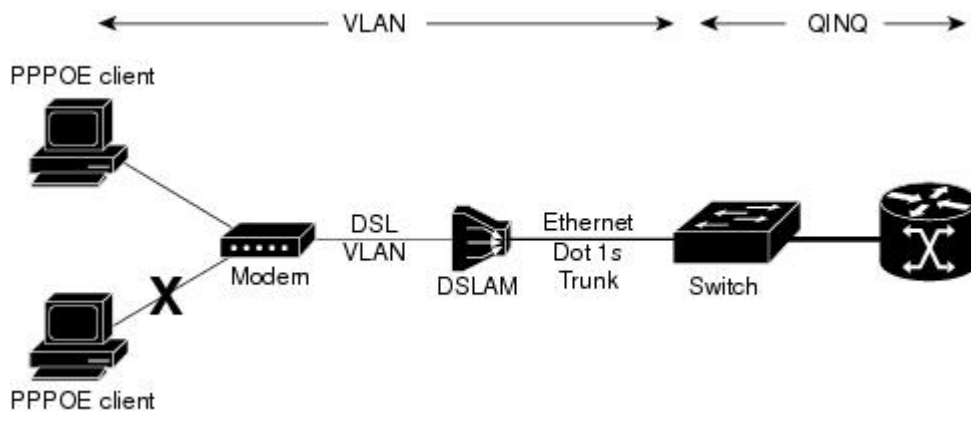 VLAN
QINQ
PPPOE client
DSL
VLAN
Ethernet
Dot 1s
Trunk
Modem
DSLAM
Switch
X
PPPOE client